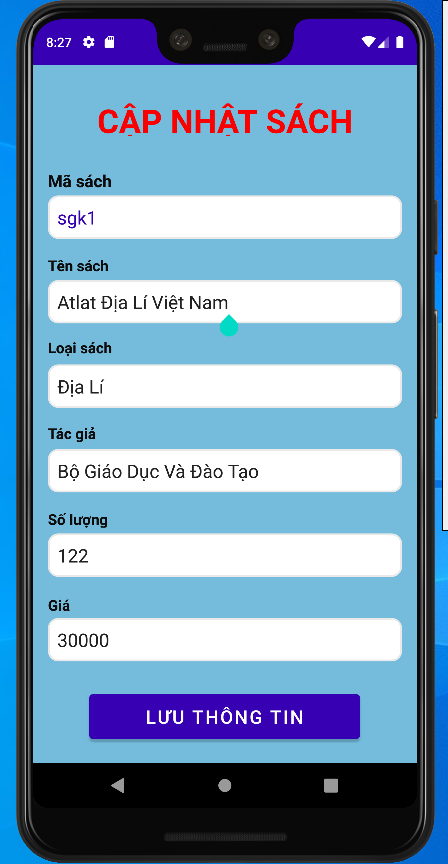 8:27
CẬP NHẬT SÁCH
Mã sách
sgk1
Tên sách
Atlat Địa Lí Việt Nam
Loại sách
Địa Lí
Tác giả
Bộ Giáo Dục Và Đào Tạo
Số lượng
122
Giá
30000
LƯU THÔNG TIN